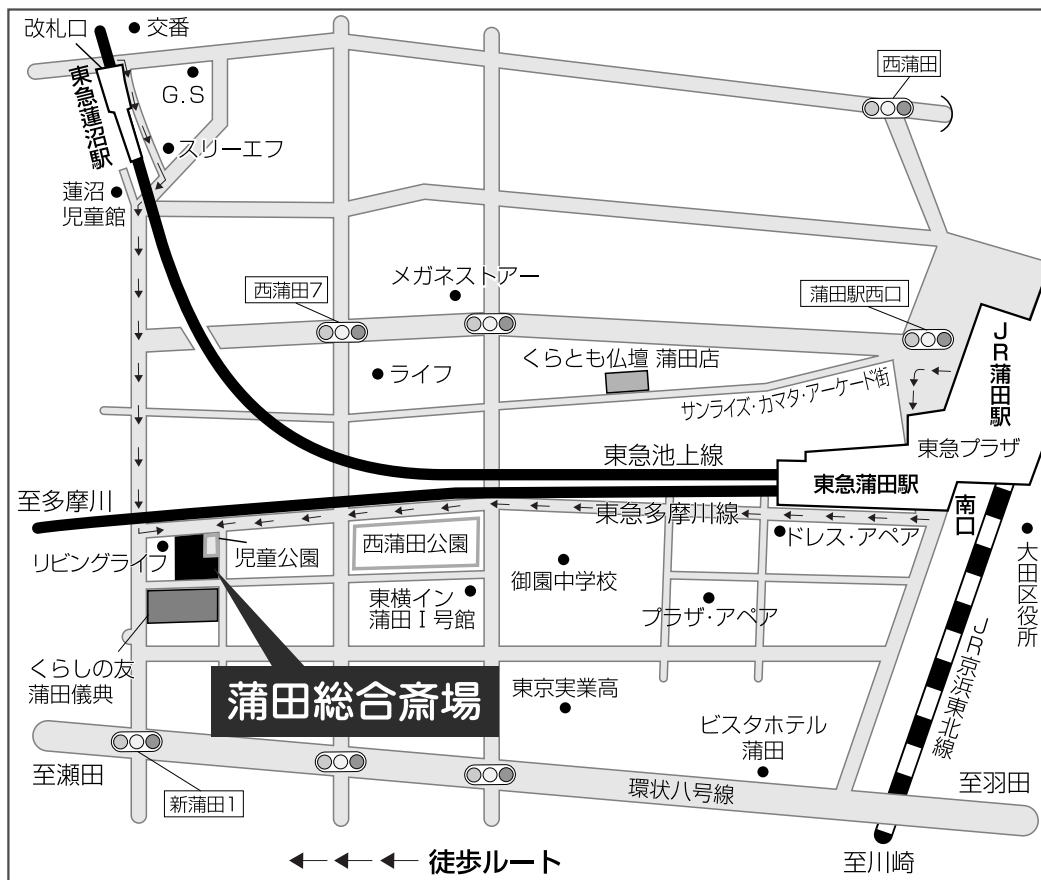 改札口
交番
東急蓮沼駅
G.S
スリーエフ
蓮沼
児童館
西蒲田
メガネストアー
西蒲田7
蒲田駅西口
くらとも仏壇 蒲田店
ライフ
サンライズ・カマタ・アーケード街
JR蒲田駅
東急プラザ
東急池上線
東急蒲田駅
南口
至多摩川
東急多摩川線
ドレス・アペア
大田区役所
リビングライフ
児童公園
西蒲田公園
御園中学校
東横イン
蒲田Ⅰ号館
プラザ・アペア
JR京浜東北線
くらしの友
蒲田儀典
蒲田総合斎場
東京実業高
ビスタホテル
蒲田
至瀬田
新蒲田1
環状八号線
至羽田
至川崎
徒歩ルート